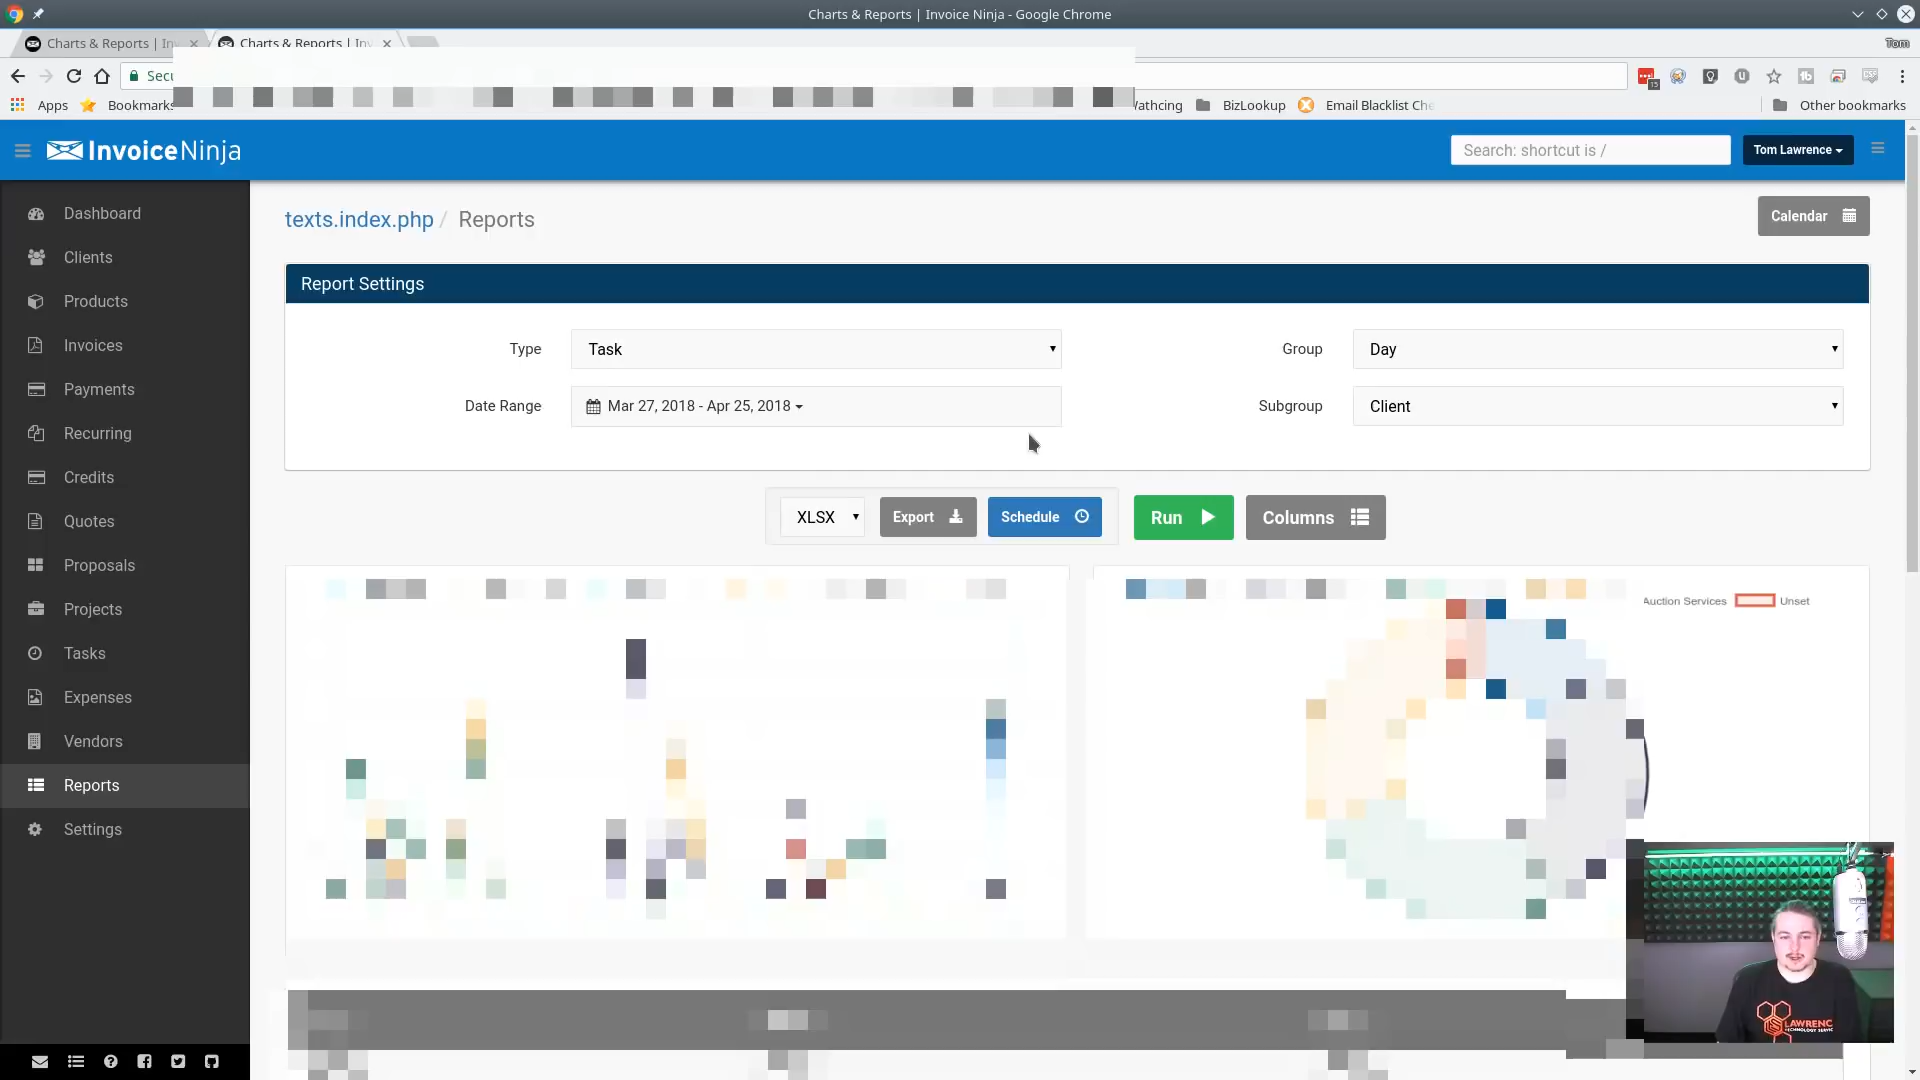 Charts & Reports | Invoice Ninja - Google Chrome
Charts & Reports | In
Charts & Reports | Inv
Tom
Secu
Apps
Bookmarks
BizLookup
Email Blacklist Che
Other bookmarks
InvoiceNinja
Search: shortcut is /
Tom Lawrence
Dashboard
Clients
Products
Invoices
Payments
Recurring
Credits
Quotes
Proposals
Projects
Tasks
Expenses
Vendors
Reports
Settings
texts.index.php / Reports
Calendar
Report Settings
Type
Task
Group
Day
Date Range
Mar 27, 2018 - Apr 25, 2018
Subgroup
Client
XLSX
Export
Schedule
Run
Columns
Auction Services
Unset
LAWRENC